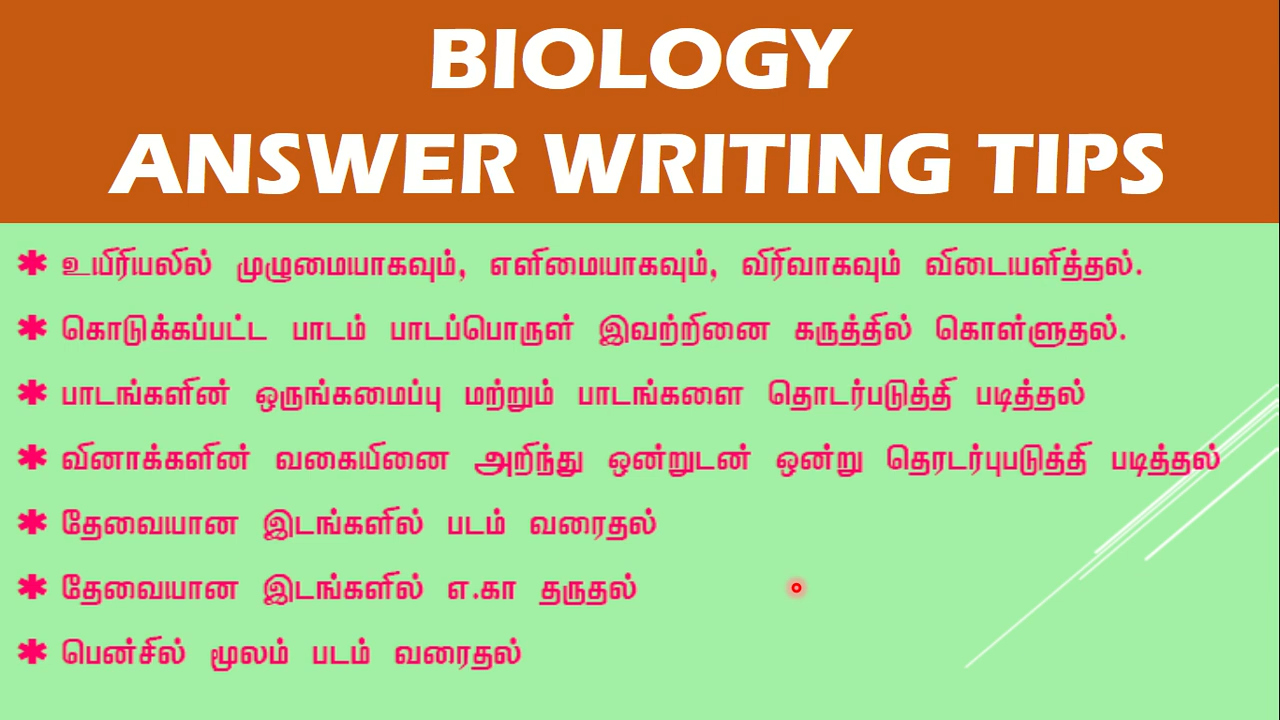 BIOLOGY
ANSWER WRITING TIPS
✱ உயிரியலில் முழுமையாகவும், எளிமையாகவும், விரிவாகவும் விடையளித்தல்.
✱ கொடுக்கப்பட்ட பாடம் பாடப்பொருள் இவற்றினை கருத்தில் கொள்ளுதல்.
✱ பாடங்களின் ஒருங்கமைப்பு மற்றும் பாடங்களை தொடர்படுத்தி படித்தல்
✱ வினாக்களின் வகையினை அறிந்து ஒன்றுடன் ஒன்று தெரடர்புபடுத்தி படித்தல்
✱ தேவையான இடங்களில் படம் வரைதல்
✱ தேவையான இடங்களில் எ.கா தருதல்
✱ பென்சில் மூலம் படம் வரைதல்